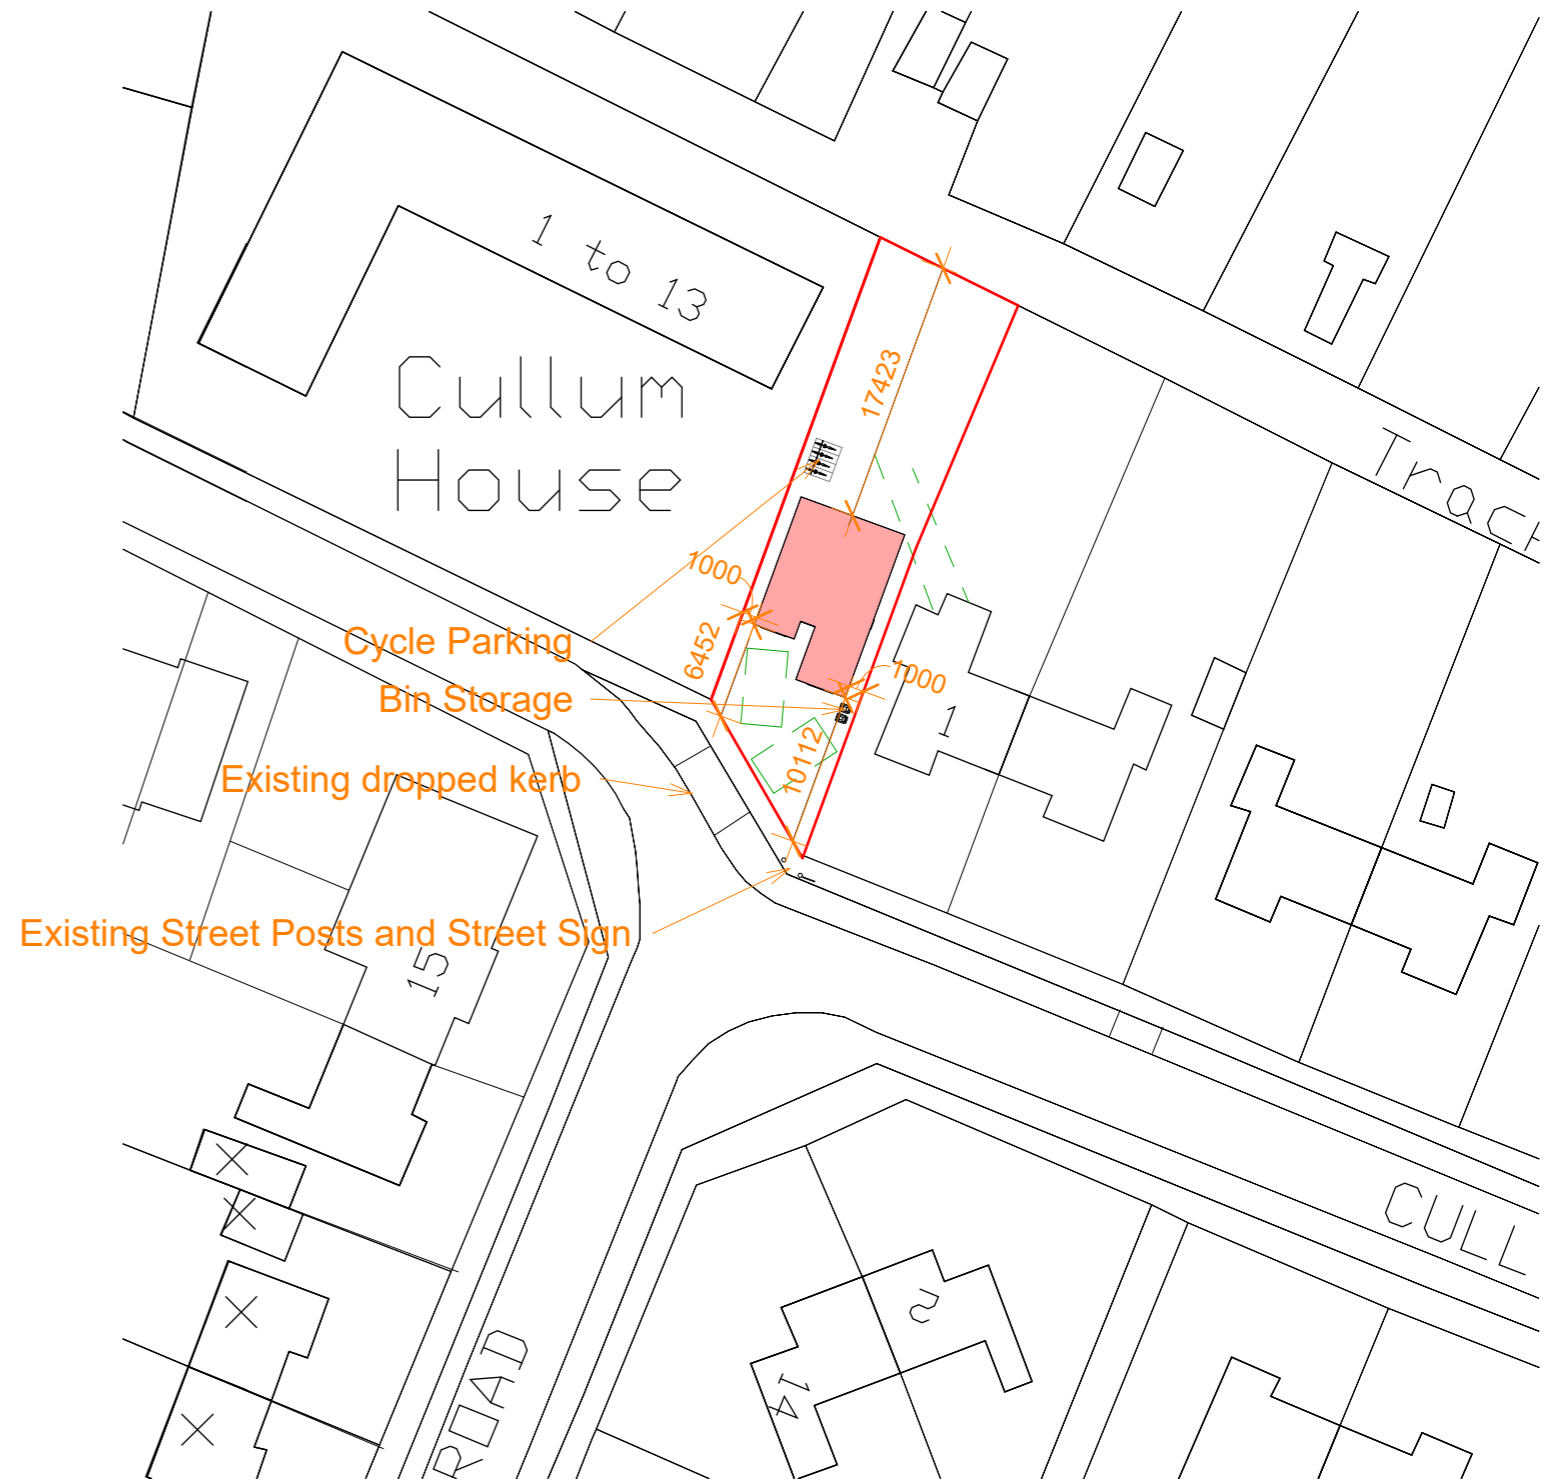 1 to 13
Cullum
House
17423
Track
1000
Cycle Parking
6452
Bin Storage
1000
1
10112
Existing dropped kerb
Existing Street Posts and Street Sign
15
CULL
2
14
ROAD